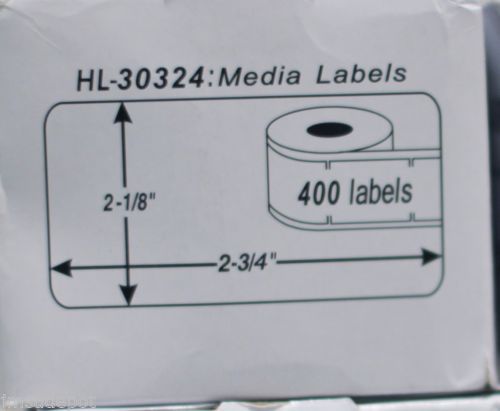 HL-30324:Media Labels
2-1/8"
400 labels
2-3/4"